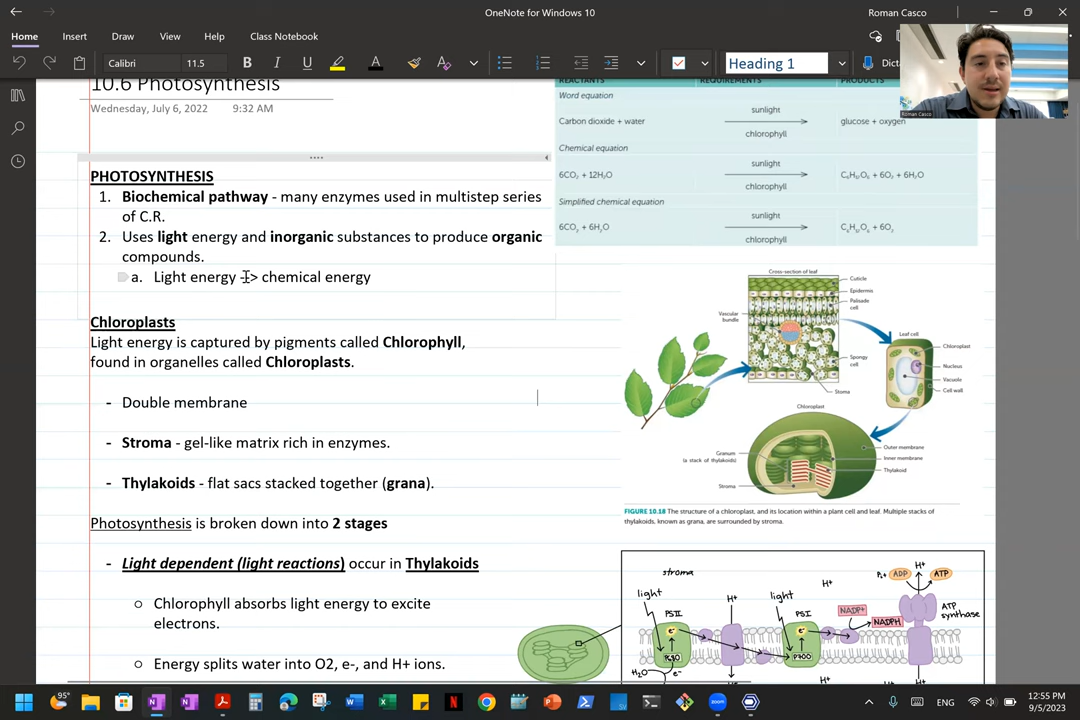 OneNote for Windows 10
Roman Casco
Home Insert Draw View Help Class Notebook
Calibri 11.5 B I U A Heading 1 Dict
10.6 Photosynthesis
Wednesday, July 6, 2022 9:32 AM
PHOTOSYNTHESIS
1. Biochemical pathway - many enzymes used in multistep series
of C.R.
2. Uses light energy and inorganic substances to produce organic
compounds.
a. Light energy -> chemical energy
Chloroplasts
Light energy is captured by pigments called Chlorophyll,
found in organelles called Chloroplasts.
- Double membrane
- Stroma - gel-like matrix rich in enzymes.
- Thylakoids - flat sacs stacked together (grana).
Photosynthesis is broken down into 2 stages
- Light dependent (light reactions) occur in Thylakoids
○ Chlorophyll absorbs light energy to excite
electrons.
○ Energy splits water into O2, e-, and H+ ions.
REACTANTS REQUIREMENTS PRODUCTS
Word equation
sunlight
Carbon dioxide + water glucose + oxygen
chlorophyll
Chemical equation
sunlight
6CO₂ + 12H₂O C₆H₁₂O₆ + 6O₂ + 6H₂O
chlorophyll
Simplified chemical equation
sunlight
6CO₂ + 6H₂O C₆H₁₂O₆ + 6O₂
chlorophyll
Roman Casco
Cross-section of leaf
Cuticle
Epidermis
Palisade
cell
Vascular
bundle
Spongy
cell
Stoma
Leaf cell
Chloroplast
Nucleus
Vacuole
Cell wall
Chloroplast
Outer membrane
Inner membrane
Thylakoid
Granum
(a stack of thylakoids)
Stroma
FIGURE 10.18 The structure of a chloroplast, and its location within a plant cell and leaf. Multiple stacks of
thylakoids, known as grana, are surrounded by stroma.
stroma
light
PSII
e-
P680
H₂O
e-
H+
light
PSI
e-
P700
H+
NADP+
NADPH
Pi + ADP
H+
ATP
ATP
synthase
H+
H+
H+
95°
ENG
12:55 PM
9/5/2023